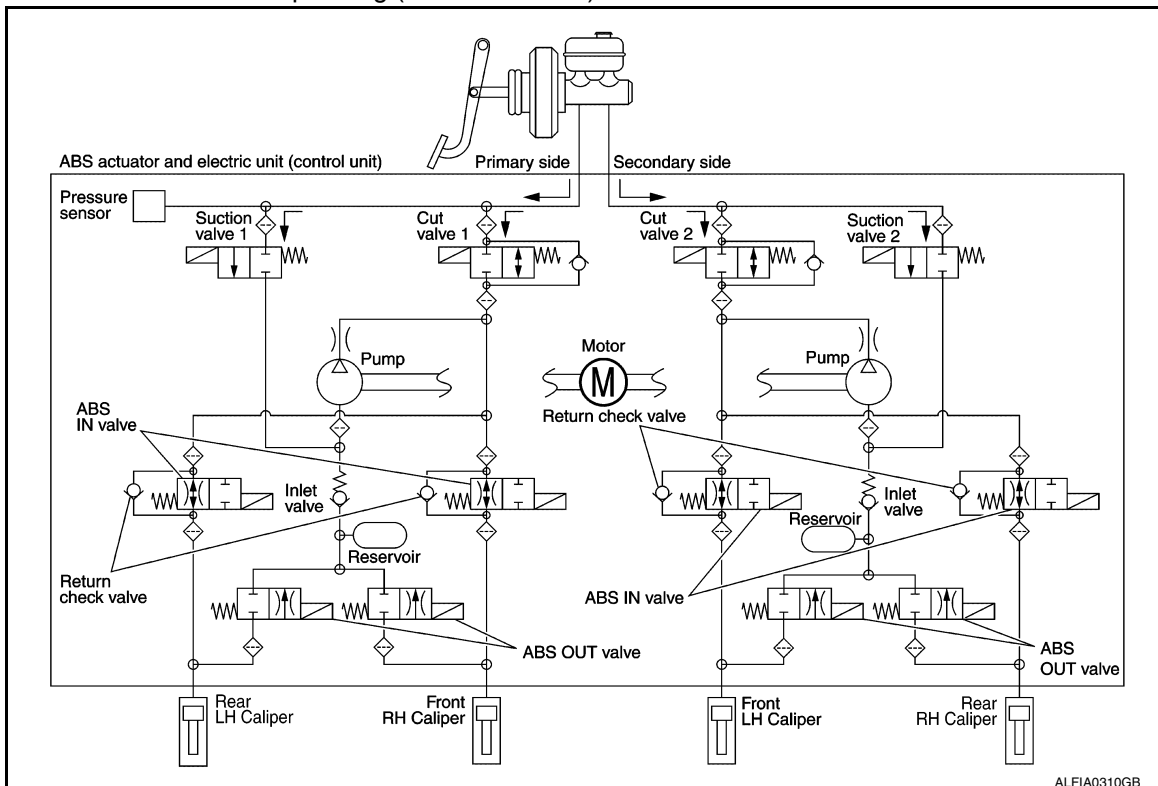 ABS actuator and electric unit (control unit)
Primary side
Secondary side
Pressure
sensor
Suction
valve 1
Cut
valve 1
Cut
valve 2
Suction
valve 2
Pump
Motor
M
Pump
ABS
IN valve
Return check valve
Inlet
valve
Inlet
valve
Reservoir
Reservoir
Return
check valve
ABS IN valve
ABS OUT valve
ABS
OUT valve
Rear
LH Caliper
Front
RH Caliper
Front
LH Caliper
Rear
RH Caliper
ALFIA0310GB